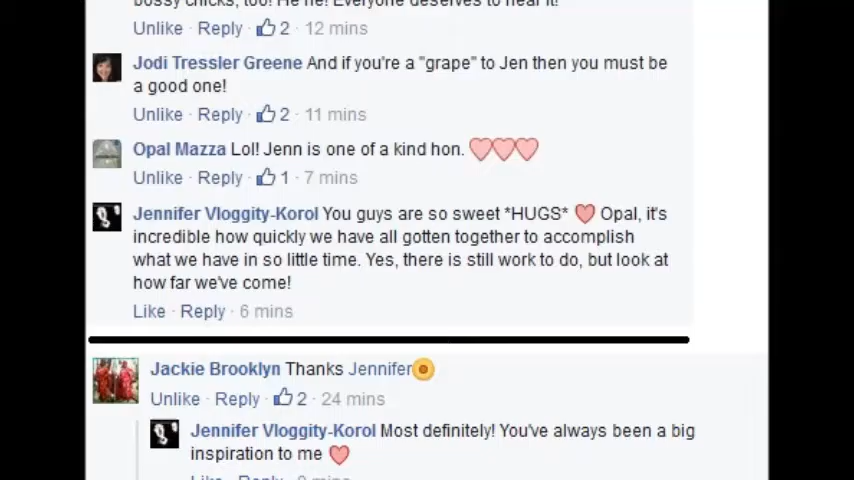 bossy chicks, too! He he! Everyone deserves to hear it!
Unlike · Reply · 2 · 12 mins
Jodi Tressler Greene And if you're a "grape" to Jen then you must be
a good one!
Unlike · Reply · 2 · 11 mins
Opal Mazza Lol! Jenn is one of a kind hon.
Unlike · Reply · 1 · 7 mins
Jennifer Vloggity-Korol You guys are so sweet *HUGS* Opal, it's
incredible how quickly we have all gotten together to accomplish
what we have in so little time. Yes, there is still work to do, but look at
how far we've come!
Like · Reply · 6 mins
Jackie Brooklyn Thanks Jennifer
Unlike · Reply · 2 · 24 mins
Jennifer Vloggity-Korol Most definitely! You've always been a big
inspiration to me
Like · Reply · mins